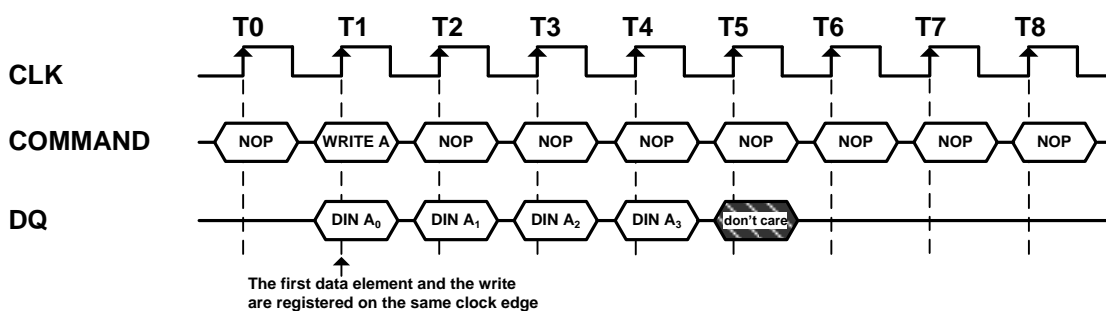 T0 T1 T2 T3 T4 T5 T6 T7 T8
CLK
COMMAND NOP WRITE A NOP NOP NOP NOP NOP NOP NOP
DQ DIN A0 DIN A1 DIN A2 DIN A3 don't care
The first data element and the write
are registered on the same clock edge